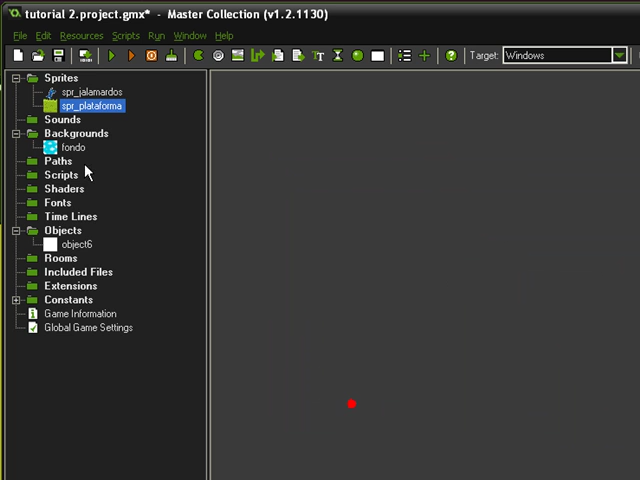 tutorial 2.project.gmx* - Master Collection (v1.2.1130)
File Edit Resources Scripts Run Window Help
Target: Windows
Sprites
spr_jalamardos
spr_plataforma
Sounds
Backgrounds
fondo
Paths
Scripts
Shaders
Fonts
Time Lines
Objects
object6
Rooms
Included Files
Extensions
Constants
Game Information
Global Game Settings